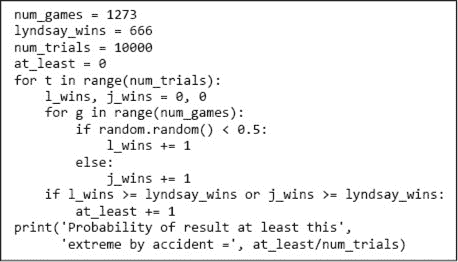 num_games = 1273
lyndsay_wins = 666
num_trials = 10000
at_least = 0
for t in range(num_trials):
    l_wins, j_wins = 0, 0
    for g in range(num_games):
        if random.random() < 0.5:
            l_wins += 1
        else:
            j_wins += 1
    if l_wins >= lyndsay_wins or j_wins >= lyndsay_wins:
        at_least += 1
print('Probability of result at least this',
      'extreme by accident =', at_least/num_trials)